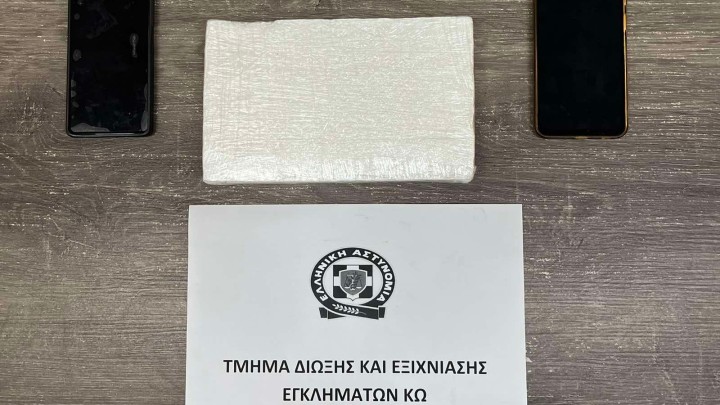 ΕΛΛΗΝΙΚΗ ΑΣΤΥΝΟΜΙΑ
ΤΜΗΜΑ ΔΙΩΞΗΣ ΚΑΙ ΕΞΙΧΝΙΑΣΗΣ
ΕΓΚΛΗΜΑΤΩΝ ΚΩ